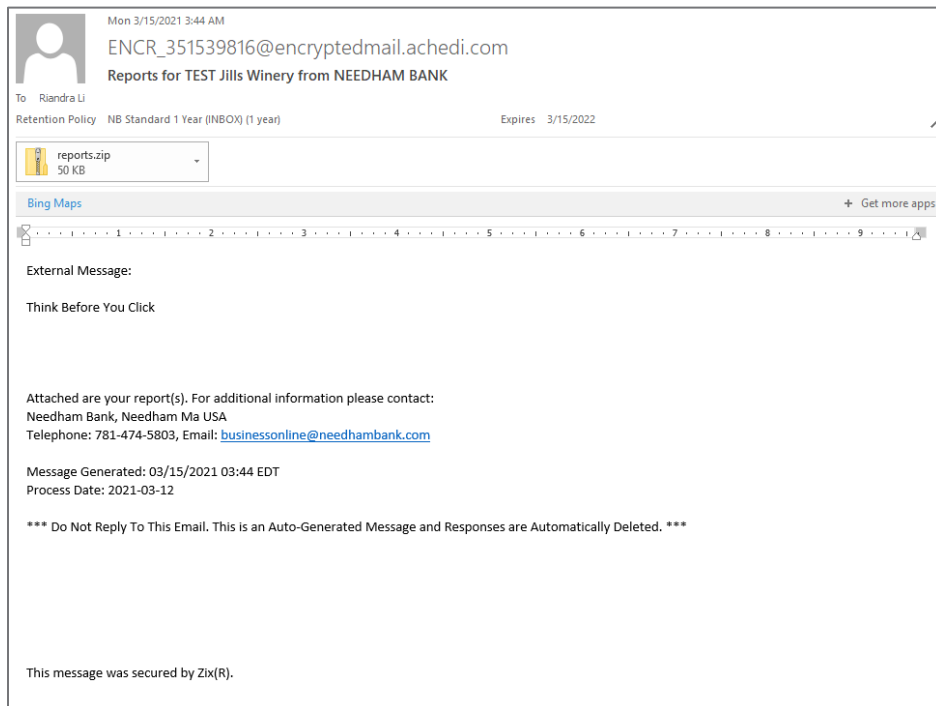 Mon 3/15/2021 3:44 AM
ENCR_351539816@encryptedmail.achedi.com
Reports for TEST Jills Winery from NEEDHAM BANK
To Riandra Li
Retention Policy NB Standard 1 Year (INBOX) (1 year) Expires 3/15/2022
reports.zip
50 KB
Bing Maps + Get more apps
1 2 3 4 5 6 7 8 9
External Message:
Think Before You Click
Attached are your report(s). For additional information please contact:
Needham Bank, Needham Ma USA
Telephone: 781-474-5803, Email: businessonline@needhambank.com
Message Generated: 03/15/2021 03:44 EDT
Process Date: 2021-03-12
*** Do Not Reply To This Email. This is an Auto-Generated Message and Responses are Automatically Deleted. ***
This message was secured by Zix(R).